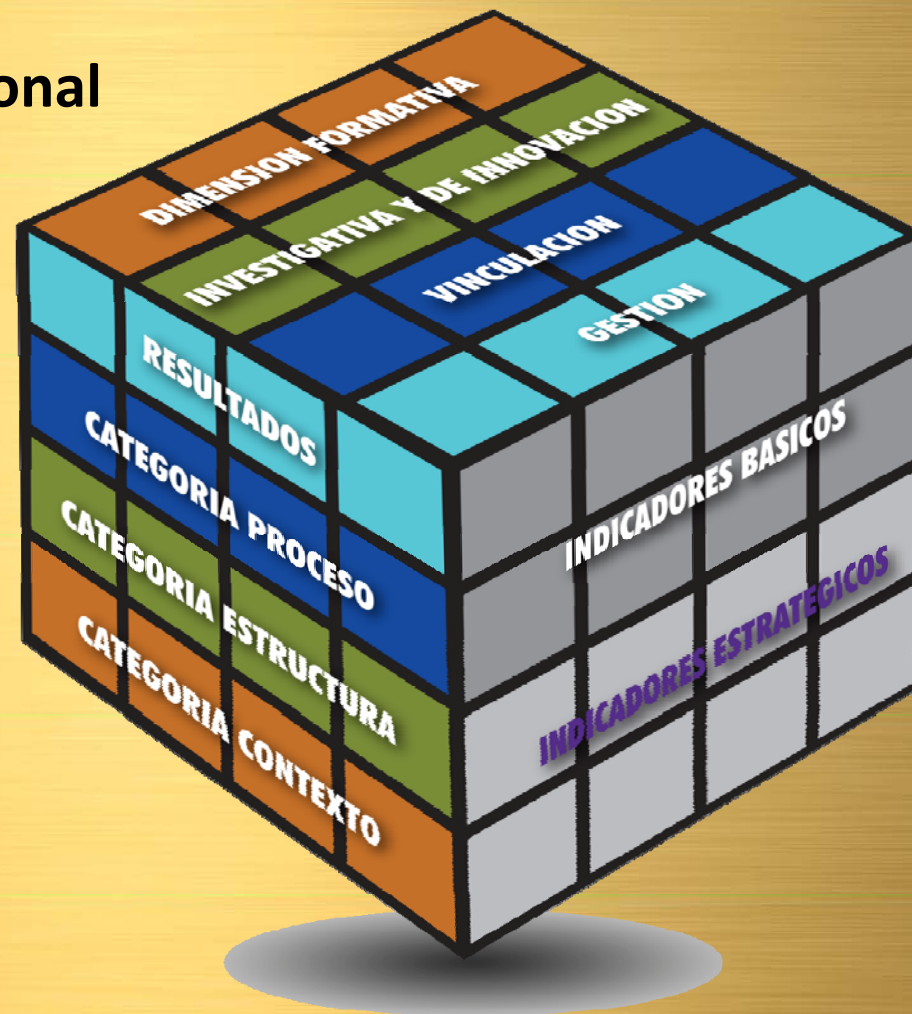 onal
DIMENSION FORMATIVA
INVESTIGATIVA Y DE INNOVACION
VINCULACION
GESTION
RESULTADOS
CATEGORIA PROCESO
CATEGORIA ESTRUCTURA
CATEGORIA CONTEXTO
INDICADORES BASICOS
INDICADORES ESTRATEGICOS